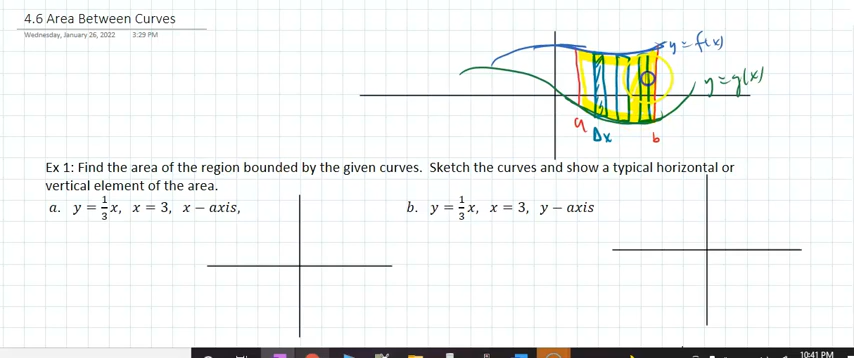 4.6 Area Between Curves
Wednesday, January 26, 2022 3:29 PM
y = f(x)
y = g(x)
a
Δx
b
Ex 1: Find the area of the region bounded by the given curves. Sketch the curves and show a typical horizontal or
vertical element of the area.
a. y = 1/3 x, x = 3, x − axis,
b. y = 1/3 x, x = 3, y − axis
10:41 PM